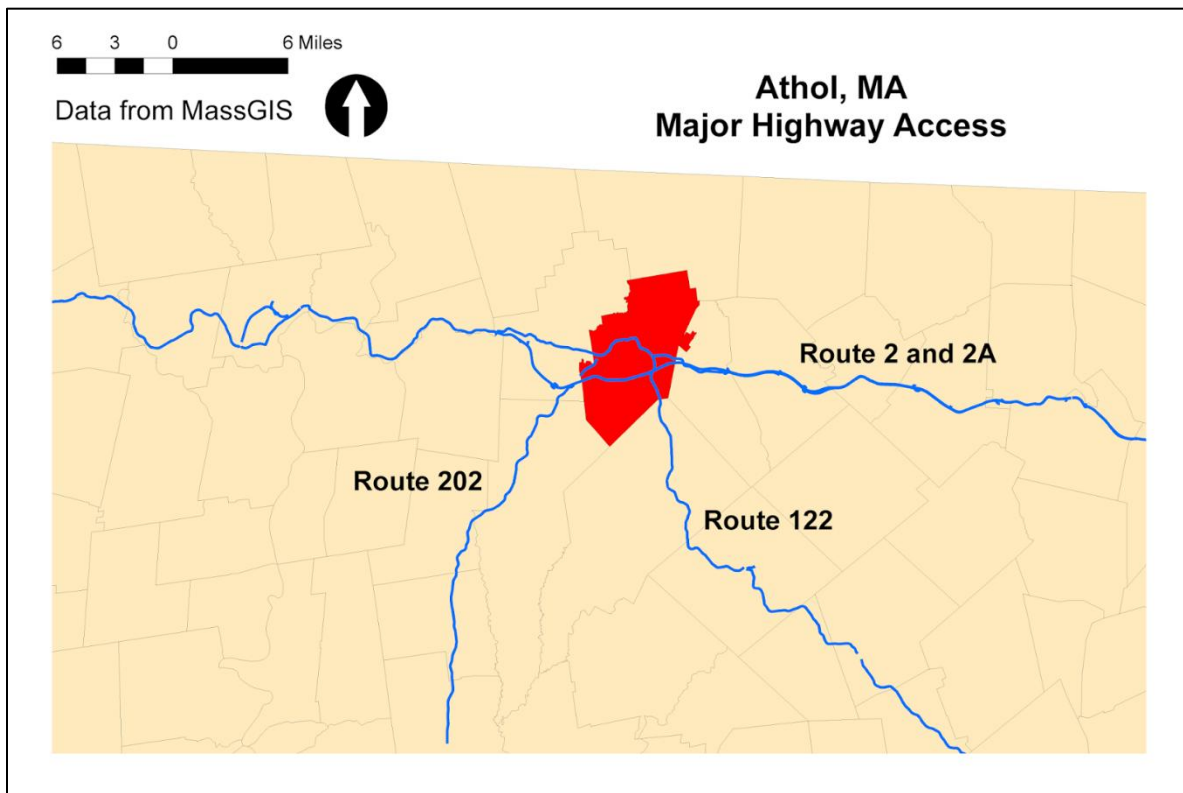 6 3 0 6 Miles
Data from MassGIS
Athol, MA
Major Highway Access
Route 2 and 2A
Route 202
Route 122